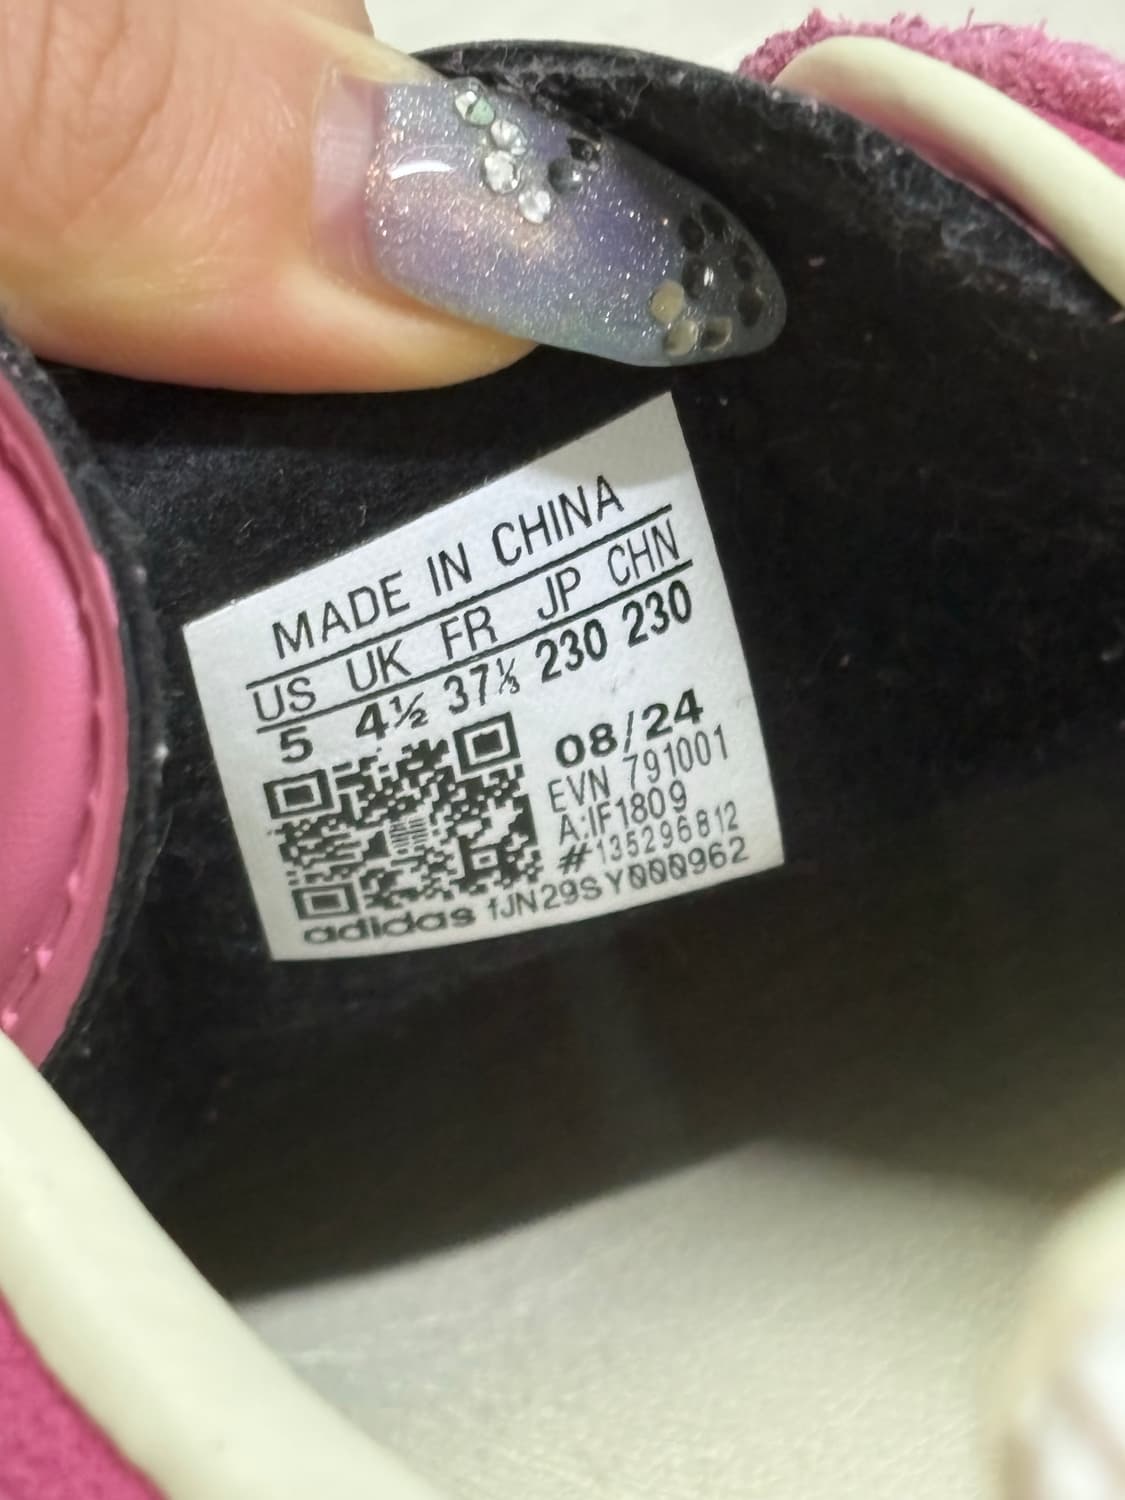 MADE IN CHINA
US UK FR JP CHN
5 4½ 37⅓ 230 230
08/24
EVN 791001
A:IF1809
#135296812
adidas 1JN29SY000962